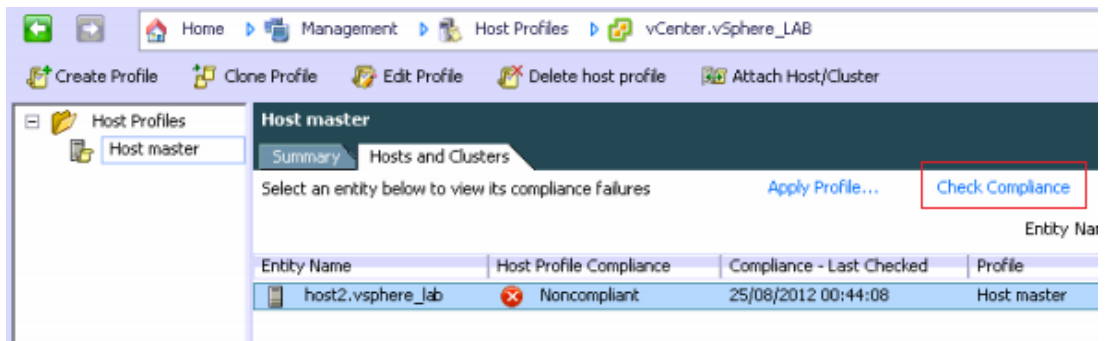 Home Management Host Profiles vCenter.vSphere_LAB
Create Profile Clone Profile Edit Profile Delete host profile Attach Host/Cluster
Host Profiles
Host master
Host master
Summary Hosts and Clusters
Select an entity below to view its compliance failures Apply Profile... Check Compliance
Entity Nar
Entity Name Host Profile Compliance Compliance - Last Checked Profile
host2.vsphere_lab Noncompliant 25/08/2012 00:44:08 Host master